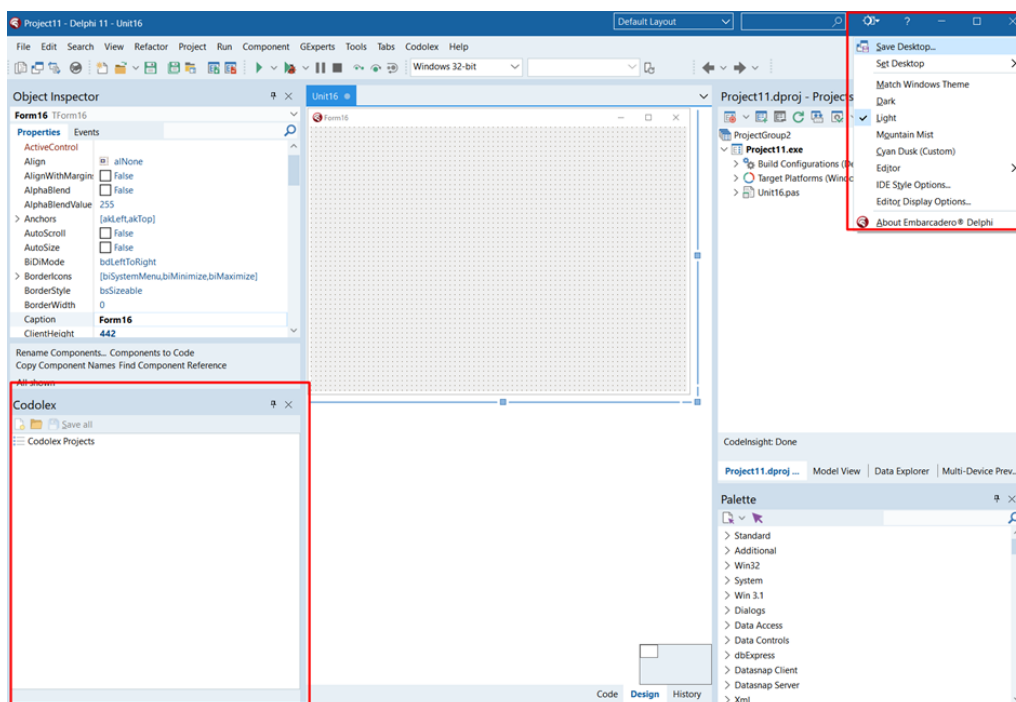 Project11 - Delphi 11 - Unit16
Default Layout
?
File Edit Search View Refactor Project Run Component GExperts Tools Tabs Codolex Help
Windows 32-bit
Object Inspector
Form16 TForm16
Properties Events
ActiveControl
Align alNone
AlignWithMargin: False
AlphaBlend False
AlphaBlendValue 255
Anchors [akLeft,akTop]
AutoScroll False
AutoSize False
BiDiMode bdLeftToRight
BorderIcons [biSystemMenu,biMinimize,biMaximize]
BorderStyle bsSizeable
BorderWidth 0
Caption Form16
ClientHeight 442
Rename Components... Components to Code
Copy Component Names Find Component Reference
All shown
Codolex
Save all
Codolex Projects
Unit16
Form16
Code Design History
Project11.dproj - Projects
ProjectGroup2
Project11.exe
Build Configurations (De
Target Platforms (Windo
Unit16.pas
Save Desktop...
Set Desktop
Match Windows Theme
Dark
Light
Mountain Mist
Cyan Dusk (Custom)
Editor
IDE Style Options...
Editor Display Options...
About Embarcadero® Delphi
CodeInsight: Done
Project11.dproj ... Model View Data Explorer Multi-Device Prev...
Palette
Standard
Additional
Win32
System
Win 3.1
Dialogs
Data Access
Data Controls
dbExpress
Datasnap Client
Datasnap Server
Xml